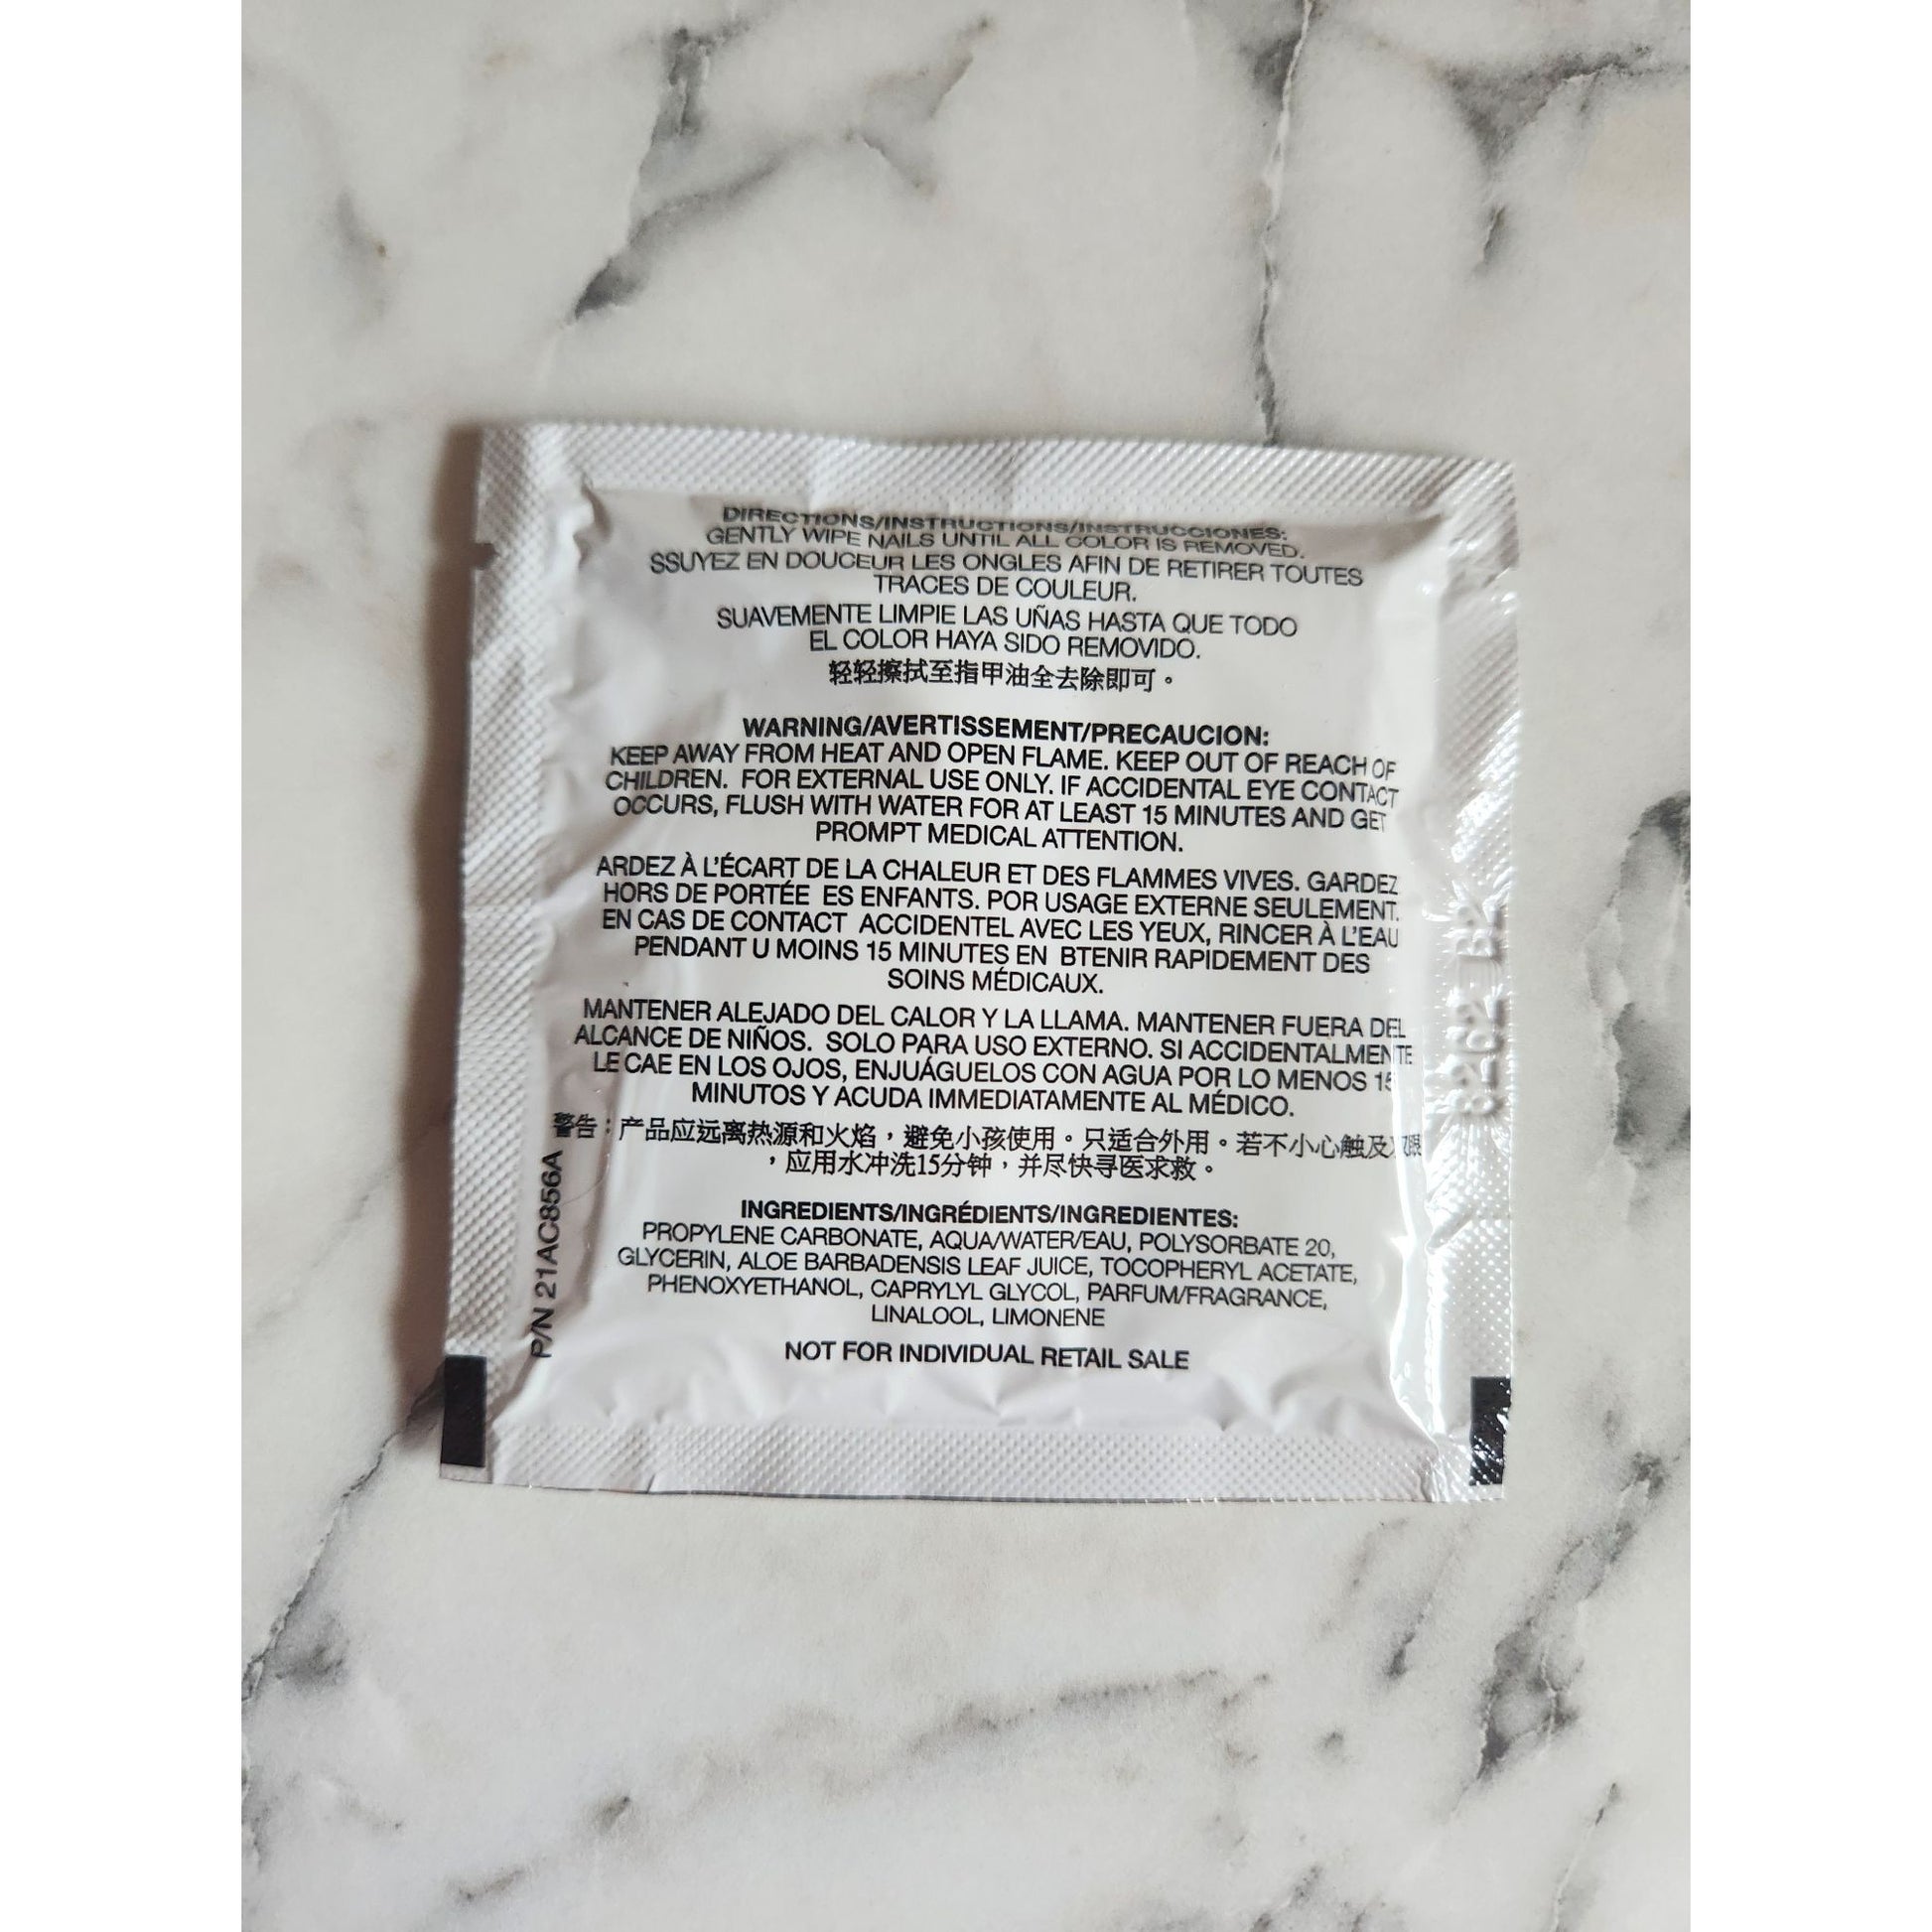 DIRECTIONS/INSTRUCTIONS/INSTRUCCIONES:
GENTLY WIPE NAILS UNTIL ALL COLOR IS REMOVED.
SSUYEZ EN DOUCEUR LES ONGLES AFIN DE RETIRER TOUTES
TRACES DE COULEUR.
SUAVEMENTE LIMPIE LAS UÑAS HASTA QUE TODO
EL COLOR HAYA SIDO REMOVIDO.
轻轻擦拭至指甲油全去除即可。
WARNING/AVERTISSEMENT/PRECAUCION:
KEEP AWAY FROM HEAT AND OPEN FLAME. KEEP OUT OF REACH OF
CHILDREN. FOR EXTERNAL USE ONLY. IF ACCIDENTAL EYE CONTACT
OCCURS, FLUSH WITH WATER FOR AT LEAST 15 MINUTES AND GET
PROMPT MEDICAL ATTENTION.
ARDEZ À L'ÉCART DE LA CHALEUR ET DES FLAMMES VIVES. GARDEZ
HORS DE PORTÉE ES ENFANTS. POR USAGE EXTERNE SEULEMENT.
EN CAS DE CONTACT ACCIDENTEL AVEC LES YEUX, RINCER À L'EAU
PENDANT U MOINS 15 MINUTES EN BTENIR RAPIDEMENT DES
SOINS MÉDICAUX.
MANTENER ALEJADO DEL CALOR Y LA LLAMA. MANTENER FUERA DEL
ALCANCE DE NIÑOS. SOLO PARA USO EXTERNO. SI ACCIDENTALMENTE
LE CAE EN LOS OJOS, ENJUÁGUELOS CON AGUA POR LO MENOS 15
MINUTOS Y ACUDA IMMEDIATAMENTE AL MÉDICO.
警告：产品应远离热源和火焰，避免小孩使用。只适合外用。若不小心触及双眼
，应用水冲洗15分钟，并尽快寻医求救。
INGREDIENTS/INGRÉDIENTS/INGREDIENTES:
PROPYLENE CARBONATE, AQUA/WATER/EAU, POLYSORBATE 20,
GLYCERIN, ALOE BARBADENSIS LEAF JUICE, TOCOPHERYL ACETATE,
PHENOXYETHANOL, CAPRYLYL GLYCOL, PARFUM/FRAGRANCE,
LINALOOL, LIMONENE
NOT FOR INDIVIDUAL RETAIL SALE
P/N 21AC856A